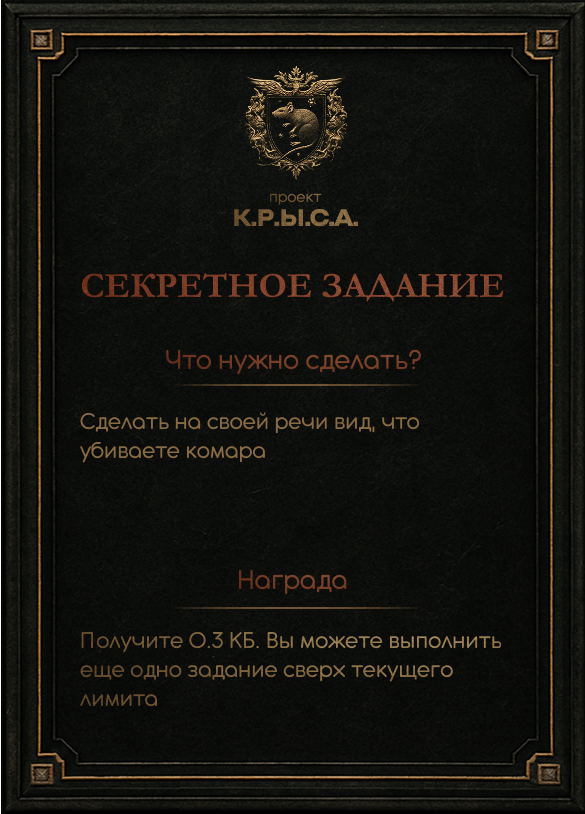 проект
К.Р.Ы.С.А.
СЕКРЕТНОЕ ЗАДАНИЕ
Что нужно сделать?
Сделать на своей речи вид, что
убиваете комара
Награда
Получите 0.3 КБ. Вы можете выполнить
еще одно задание сверх текущего
лимита